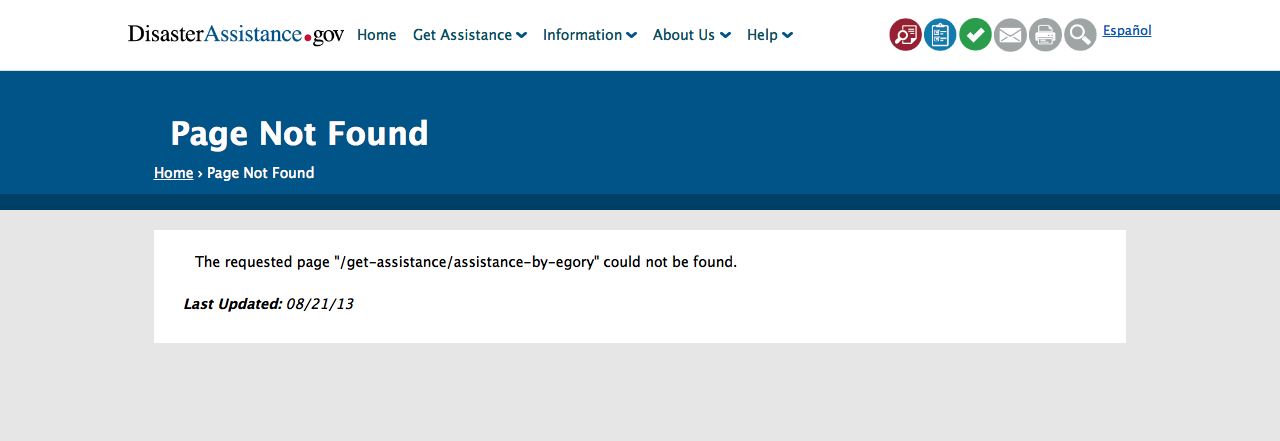 DisasterAssistance.gov Home Get Assistance Information About Us Help Español
Page Not Found
Home › Page Not Found
The requested page "/get-assistance/assistance-by-egory" could not be found.
Last Updated: 08/21/13